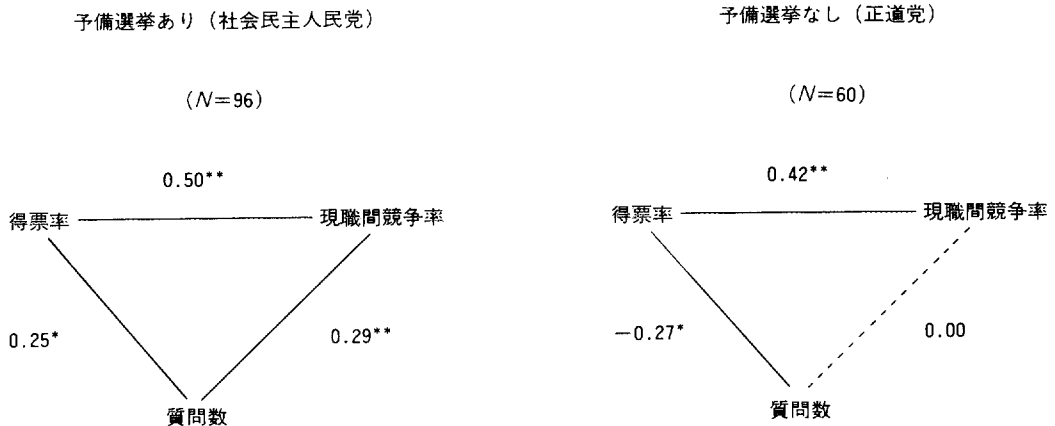 予備選挙あり（社会民主人民党）
（N=96）
0.50**
得票率
現職間競争率
0.25*
0.29**
質問数
予備選挙なし（正道党）
（N=60）
0.42**
得票率
現職間競争率
−0.27*
0.00
質問数